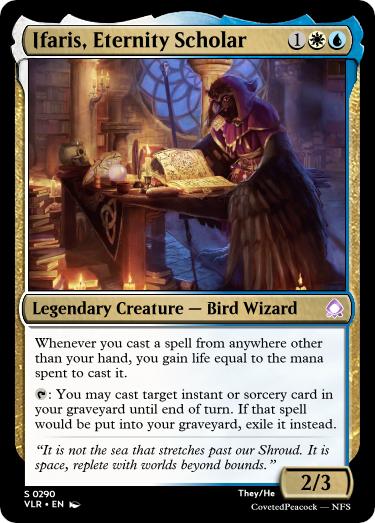 Ifaris, Eternity Scholar 1
Legendary Creature — Bird Wizard
Whenever you cast a spell from anywhere other
than your hand, you gain life equal to the mana
spent to cast it.
: You may cast target instant or sorcery card in
your graveyard until end of turn. If that spell
would be put into your graveyard, exile it instead.
“It is not the sea that stretches past our Shroud. It is
space, replete with worlds beyond bounds.”
2/3
S 0290 They/He
VLR • EN CovetedPeacock — NFS